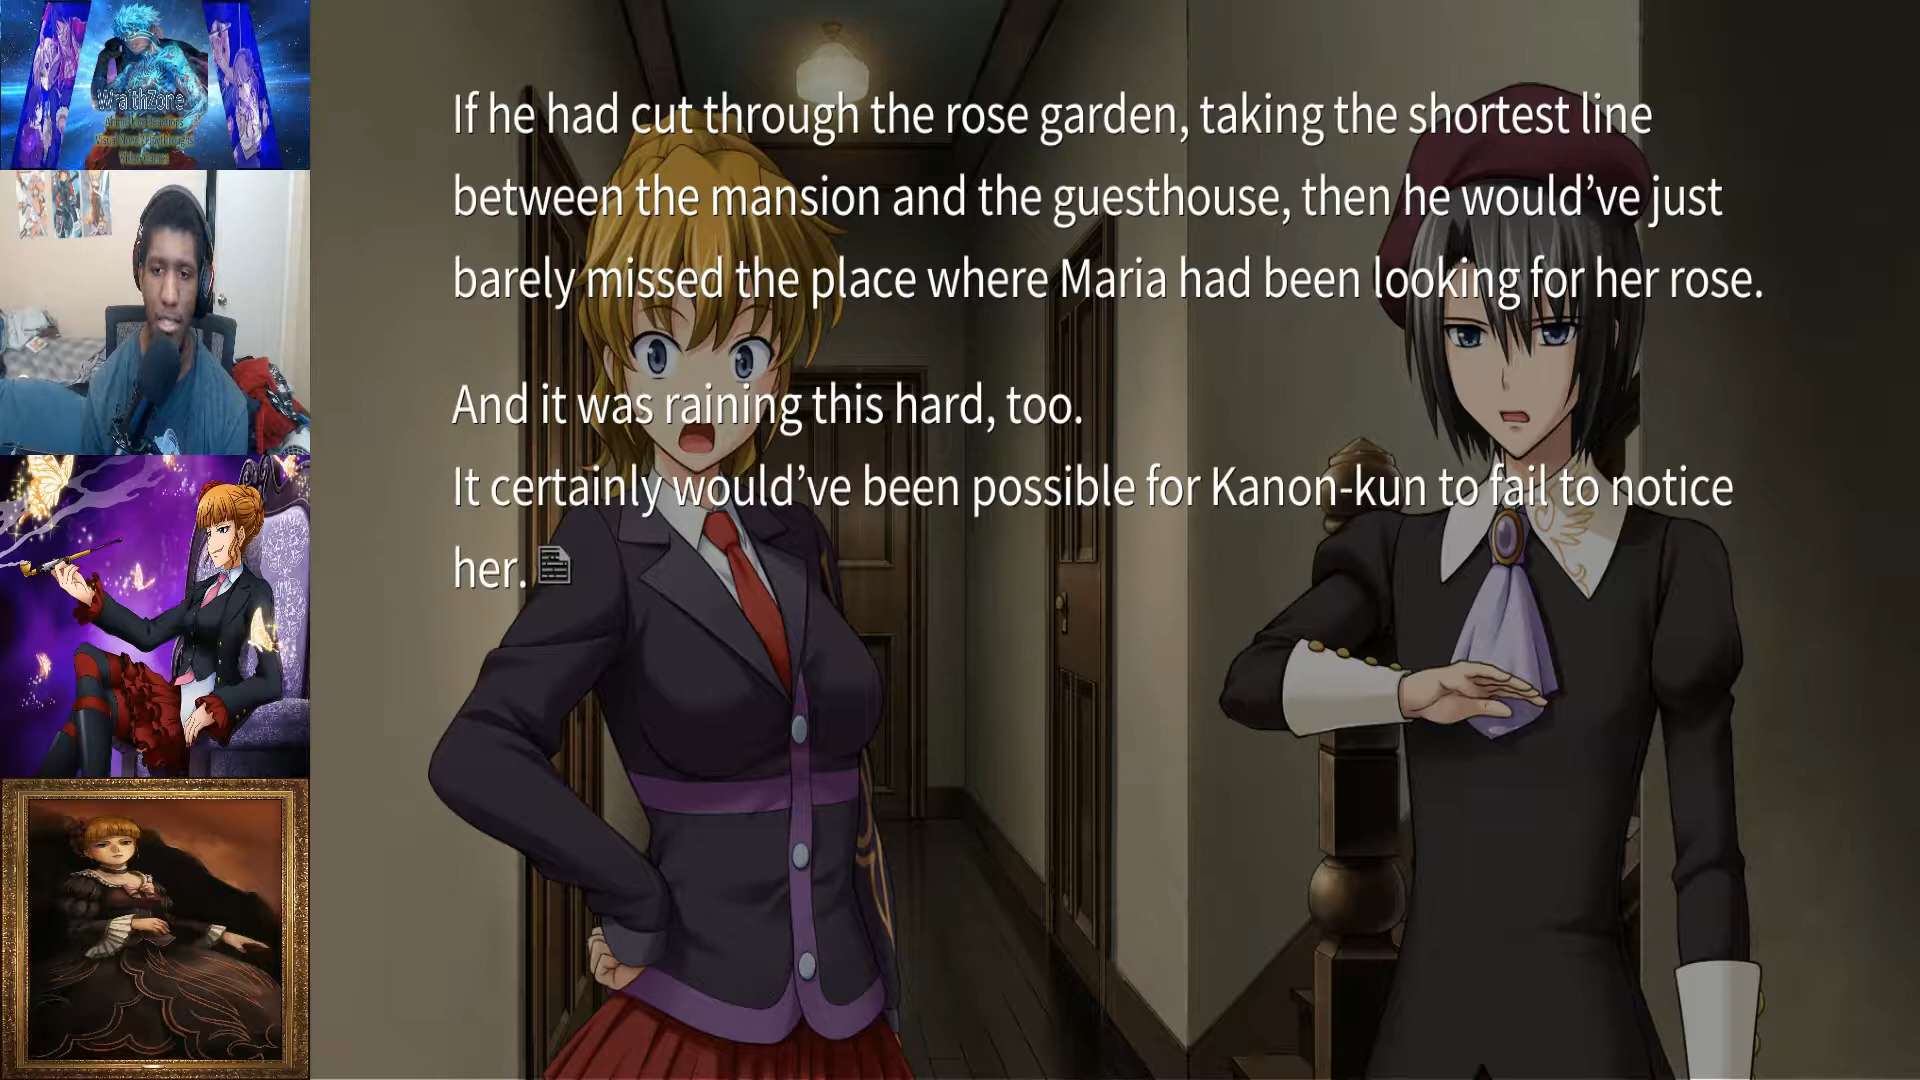 WraithZone
If he had cut through the rose garden, taking the shortest line
between the mansion and the guesthouse, then he would've just
barely missed the place where Maria had been looking for her rose.
And it was raining this hard, too.
It certainly would've been possible for Kanon-kun to fail to notice
her.